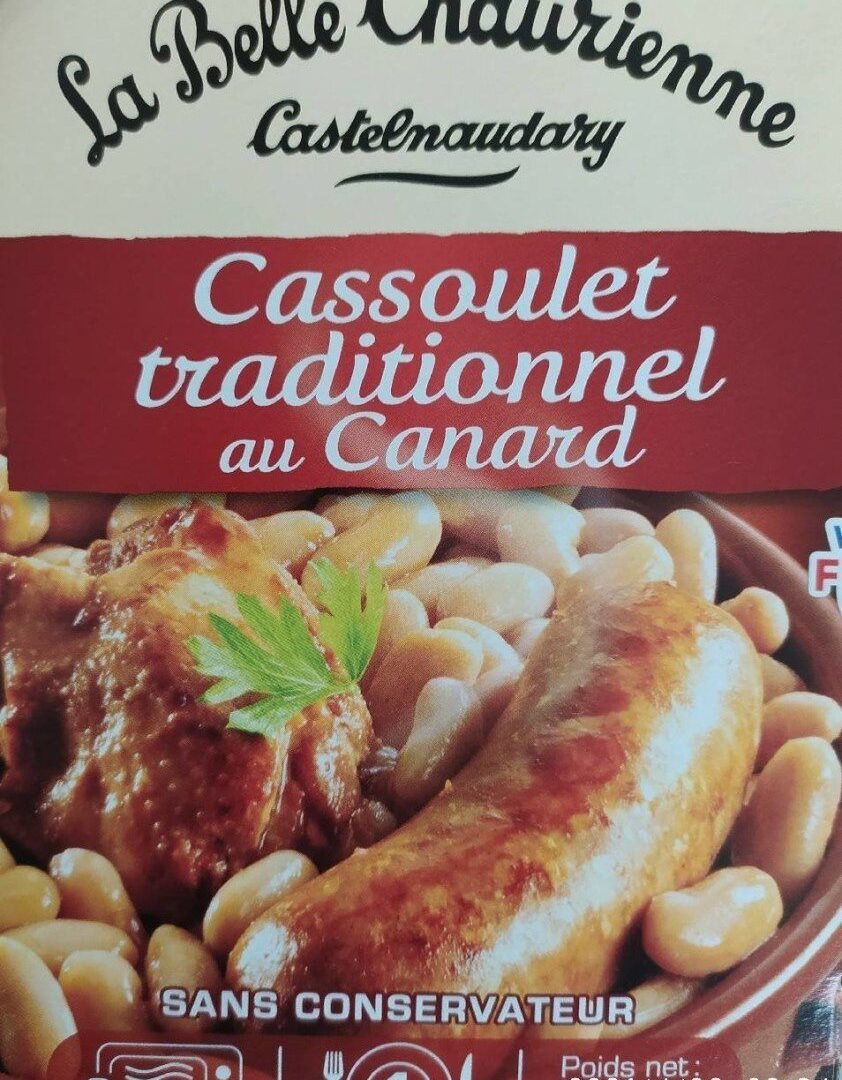 La Belle Chaurienne
Castelnaudary
Cassoulet
traditionnel
au Canard
F
SANS CONSERVATEUR
Poids net: